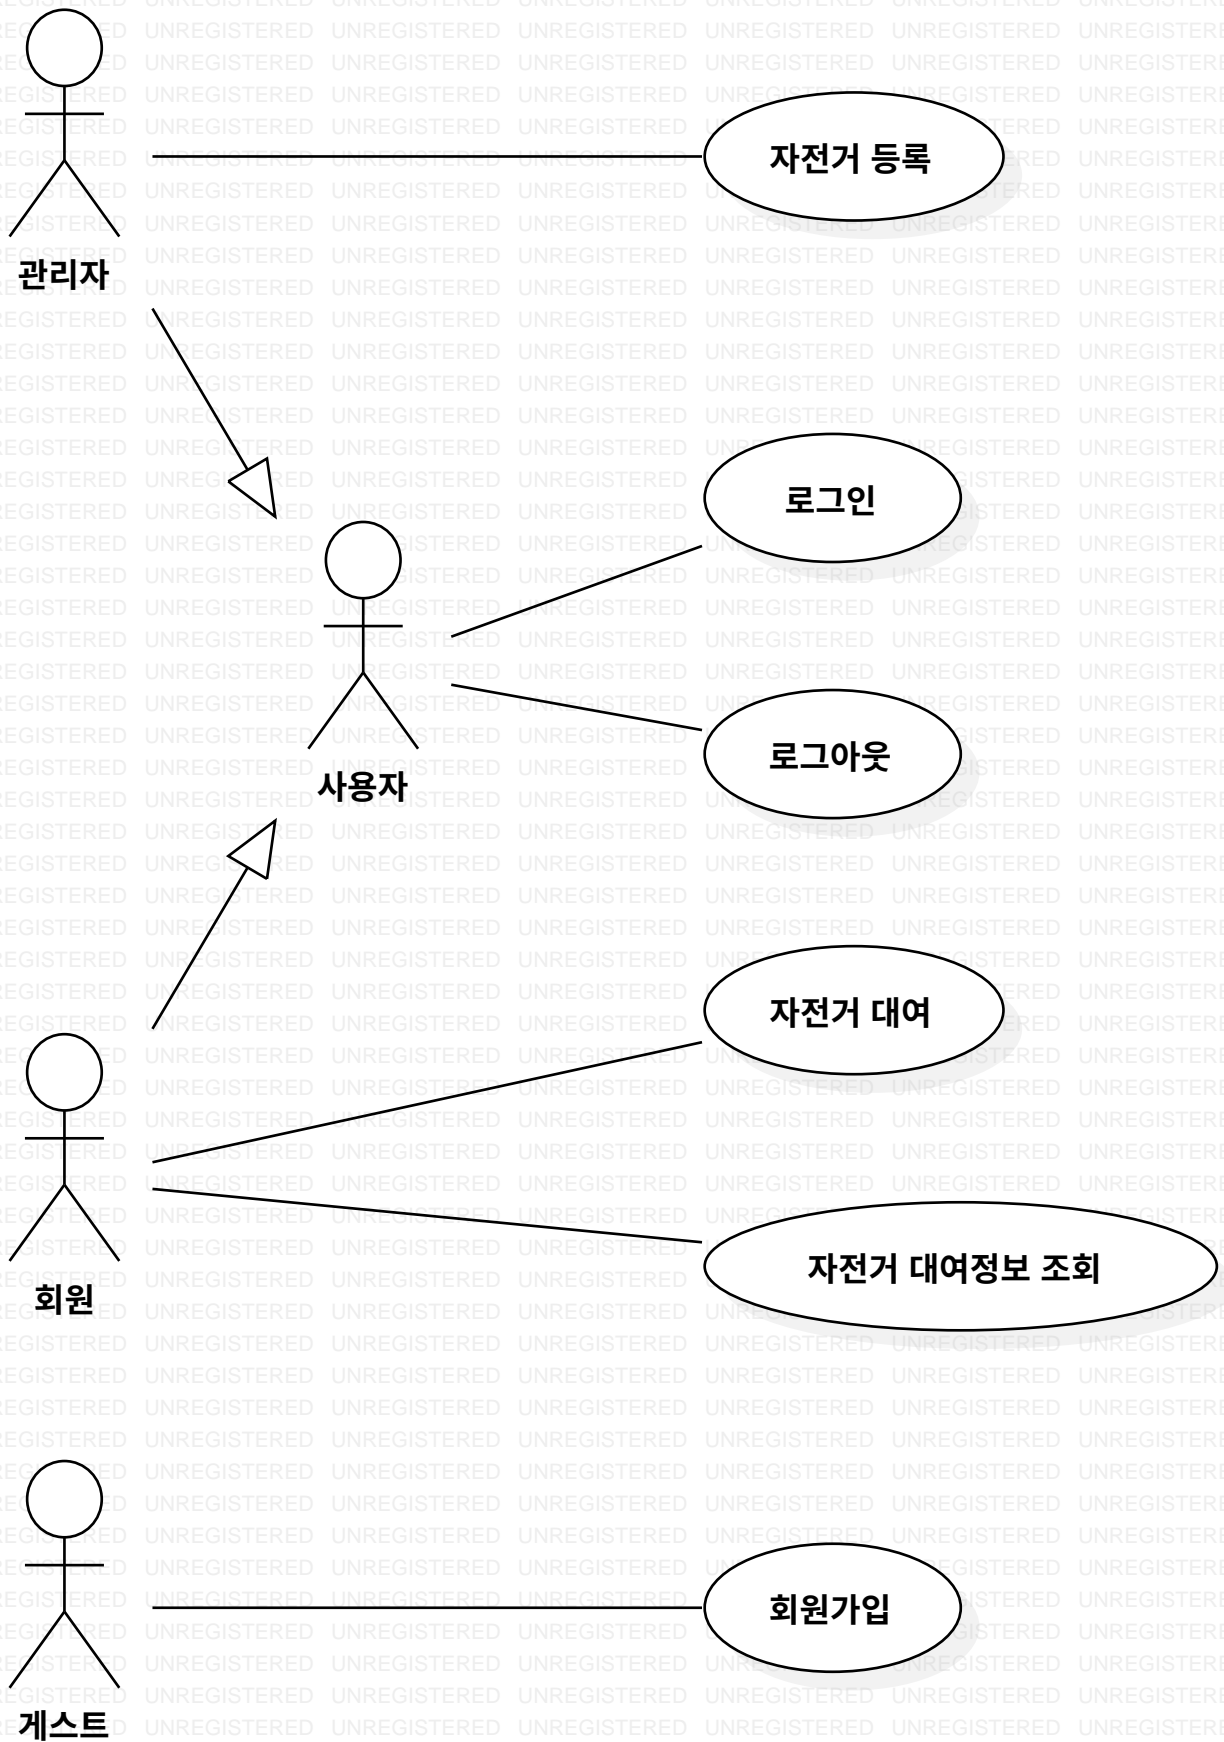 자전거 등록
관리자
로그인
로그아웃
사용자
자전거 대여
자전거 대여정보 조회
회원
회원가입
게스트
UNREGISTERED